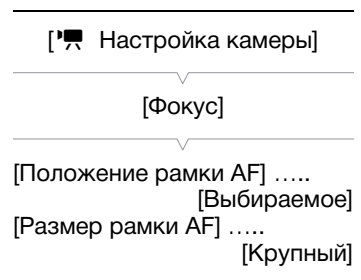 [ Настройка камеры]
[Фокус]
[Положение рамки AF] …..
[Выбираемое]
[Размер рамки AF] …..
[Крупный]